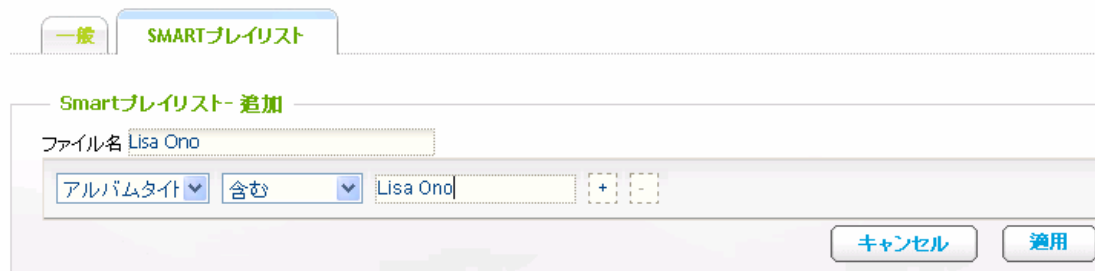 一般 SMARTプレイリスト
Smartプレイリスト- 追加
ファイル名 Lisa Ono
アルバムタイト 含む Lisa Ono + -
キャンセル 適用